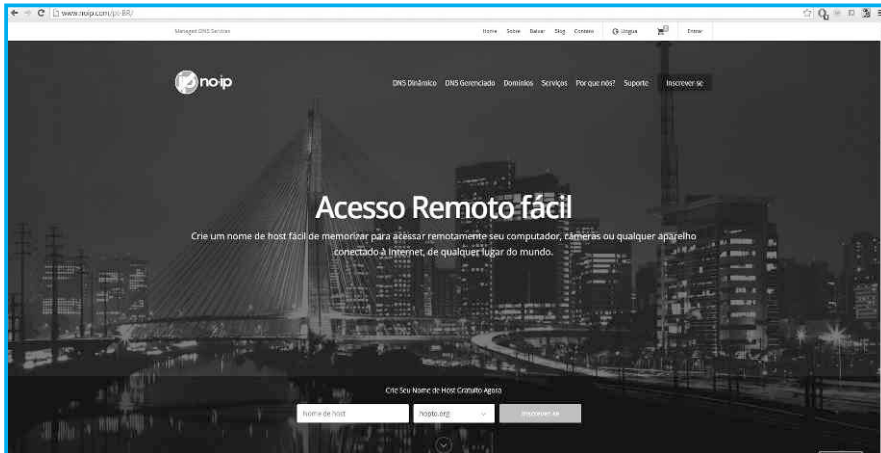 www.noip.com/pt-BR/
Managed DNS Services
Home Sobre Baixar Blog Contato Língua 0 Entrar
no-ip
DNS Dinâmico DNS Gerenciado Domínios Serviços Por que nós? Suporte Inscrever-se
Acesso Remoto fácil
Crie um nome de host fácil de memorizar para acessar remotamente seu computador, câmeras ou qualquer aparelho
conectado à Internet, de qualquer lugar do mundo.
Crie Seu Nome de Host Gratuito Agora
Nome de host hopto.org Inscrever-se